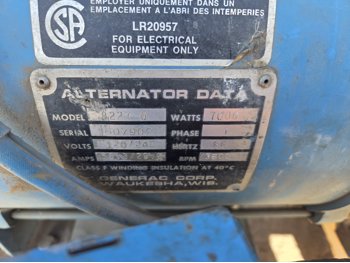 EMPLOYER UNIQUEMENT DANS UN
EMPLACEMENT A L'ABRI DES INTEMPERIES
LR20957
FOR ELECTRICAL
EQUIPMENT ONLY
ALTERNATOR DATA
MODEL WATTS
SERIAL PHASE
VOLTS HERTZ
AMPS RPM
CLASS F WINDING INSULATION AT 40°C
GENERAC CORP.
WAUKESHA, WIS.